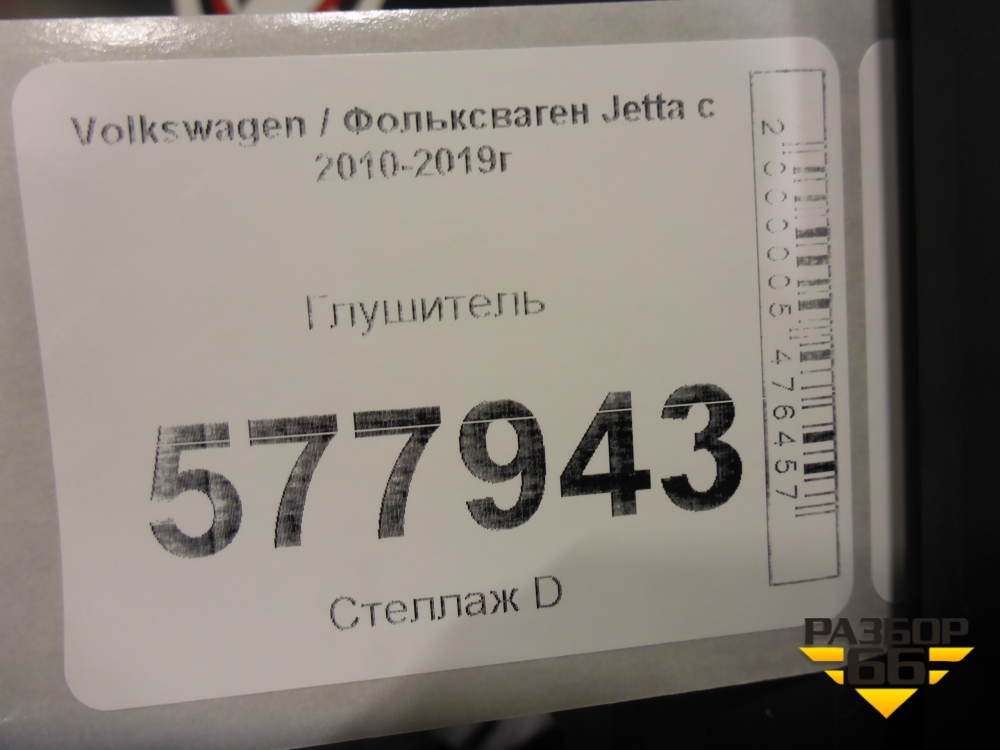 Volkswagen / Фольксваген Jetta с
2010-2019г
Глушитель
577943
Стеллаж D
2000005476457
РАЗБОР
66